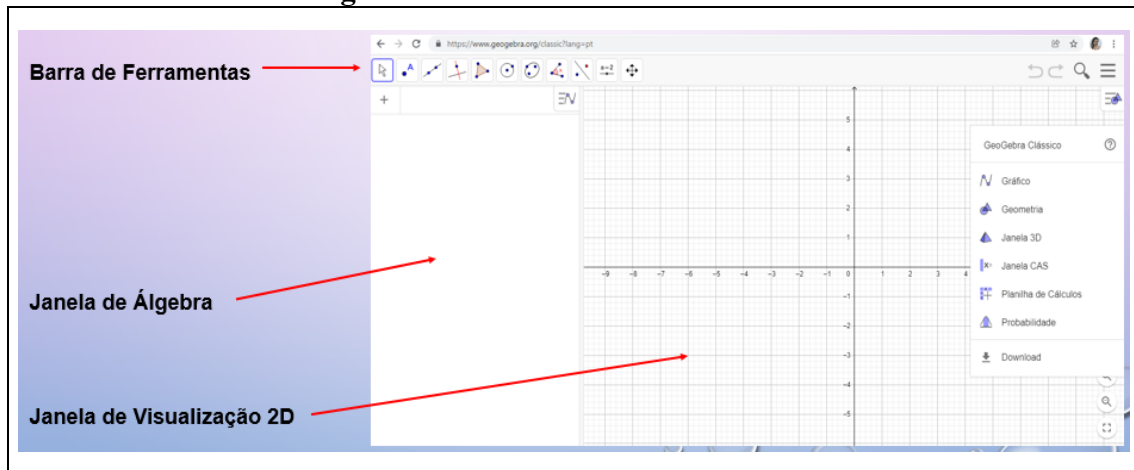 g
https://www.geogebra.org/classic?lang=pt
Barra de Ferramentas
A
a=2
+
5
4
3
2
1
-9 -8 -7 -6 -5 -4 -3 -2 -1 0 1 2 3 4
-1
-2
-3
-4
-5
GeoGebra Clássico
Gráfico
Geometria
Janela 3D
x= Janela CAS
Planilha de Cálculos
Probabilidade
Download
Janela de Álgebra
Janela de Visualização 2D